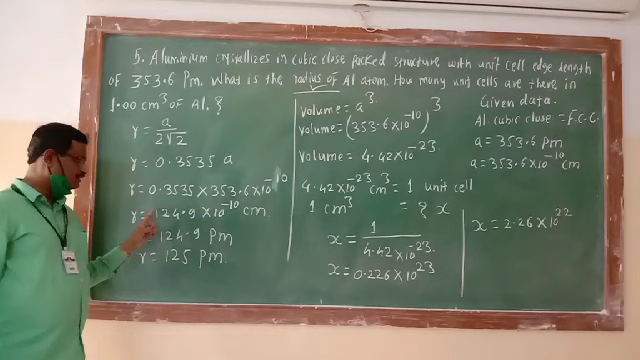 5. Aluminium crystallizes in cubic close packed structure with unit cell edge length
of 353.6 Pm. What is the radius of Al atom. How many unit cells are there in
1.00 cm³ of Al.?
r = a / 2√2
r = 0.3535 a
r = 0.3535 × 353.6 × 10⁻¹⁰
r = 124.9 × 10⁻¹⁰ cm.
= 124.9 Pm
r = 125 Pm.
volume = a³
volume = (353.6 × 10⁻¹⁰)³
volume = 4.42 × 10⁻²³
4.42 × 10⁻²³ cm³ = 1 unit cell
1 cm³ = ? x
x = 1 / 4.42 × 10⁻²³
x = 0.226 × 10²³
Given data.
Al cubic close = F.C.C.
a = 353.6 pm
a = 353.6 × 10⁻¹⁰ cm
x = 2.26 × 10²²